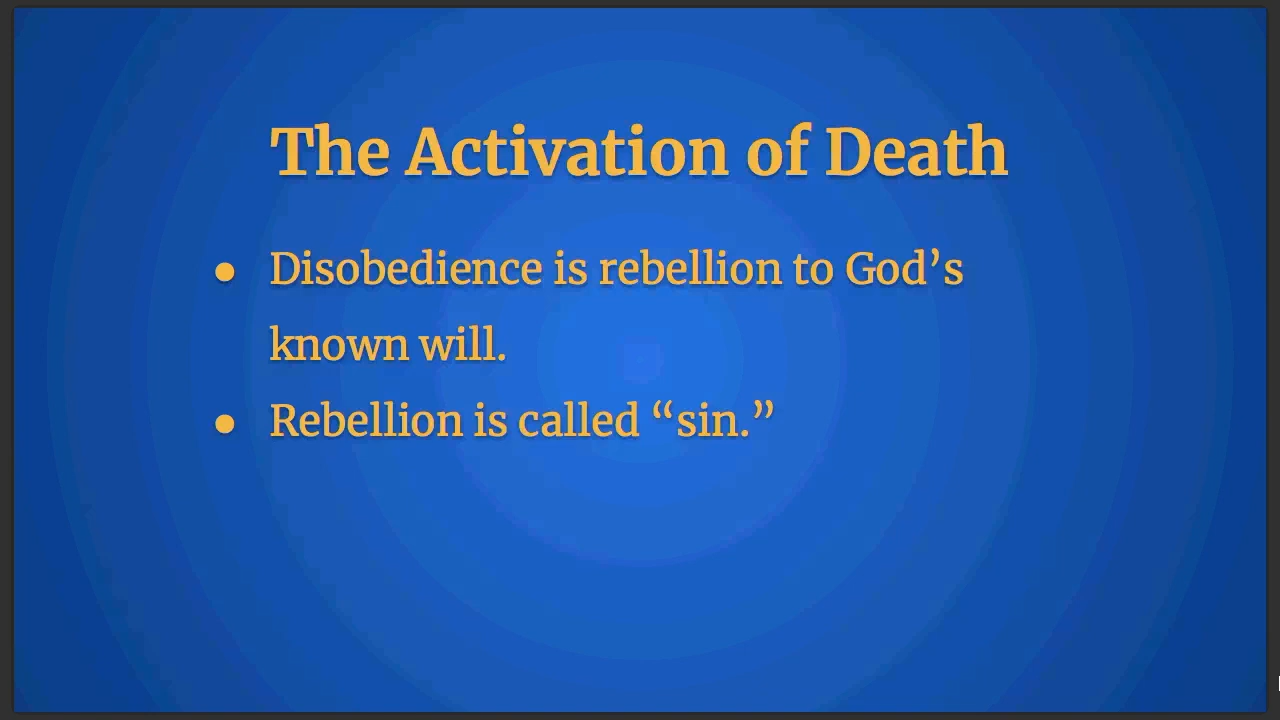 The Activation of Death
● Disobedience is rebellion to God’s
known will.
● Rebellion is called “sin.”